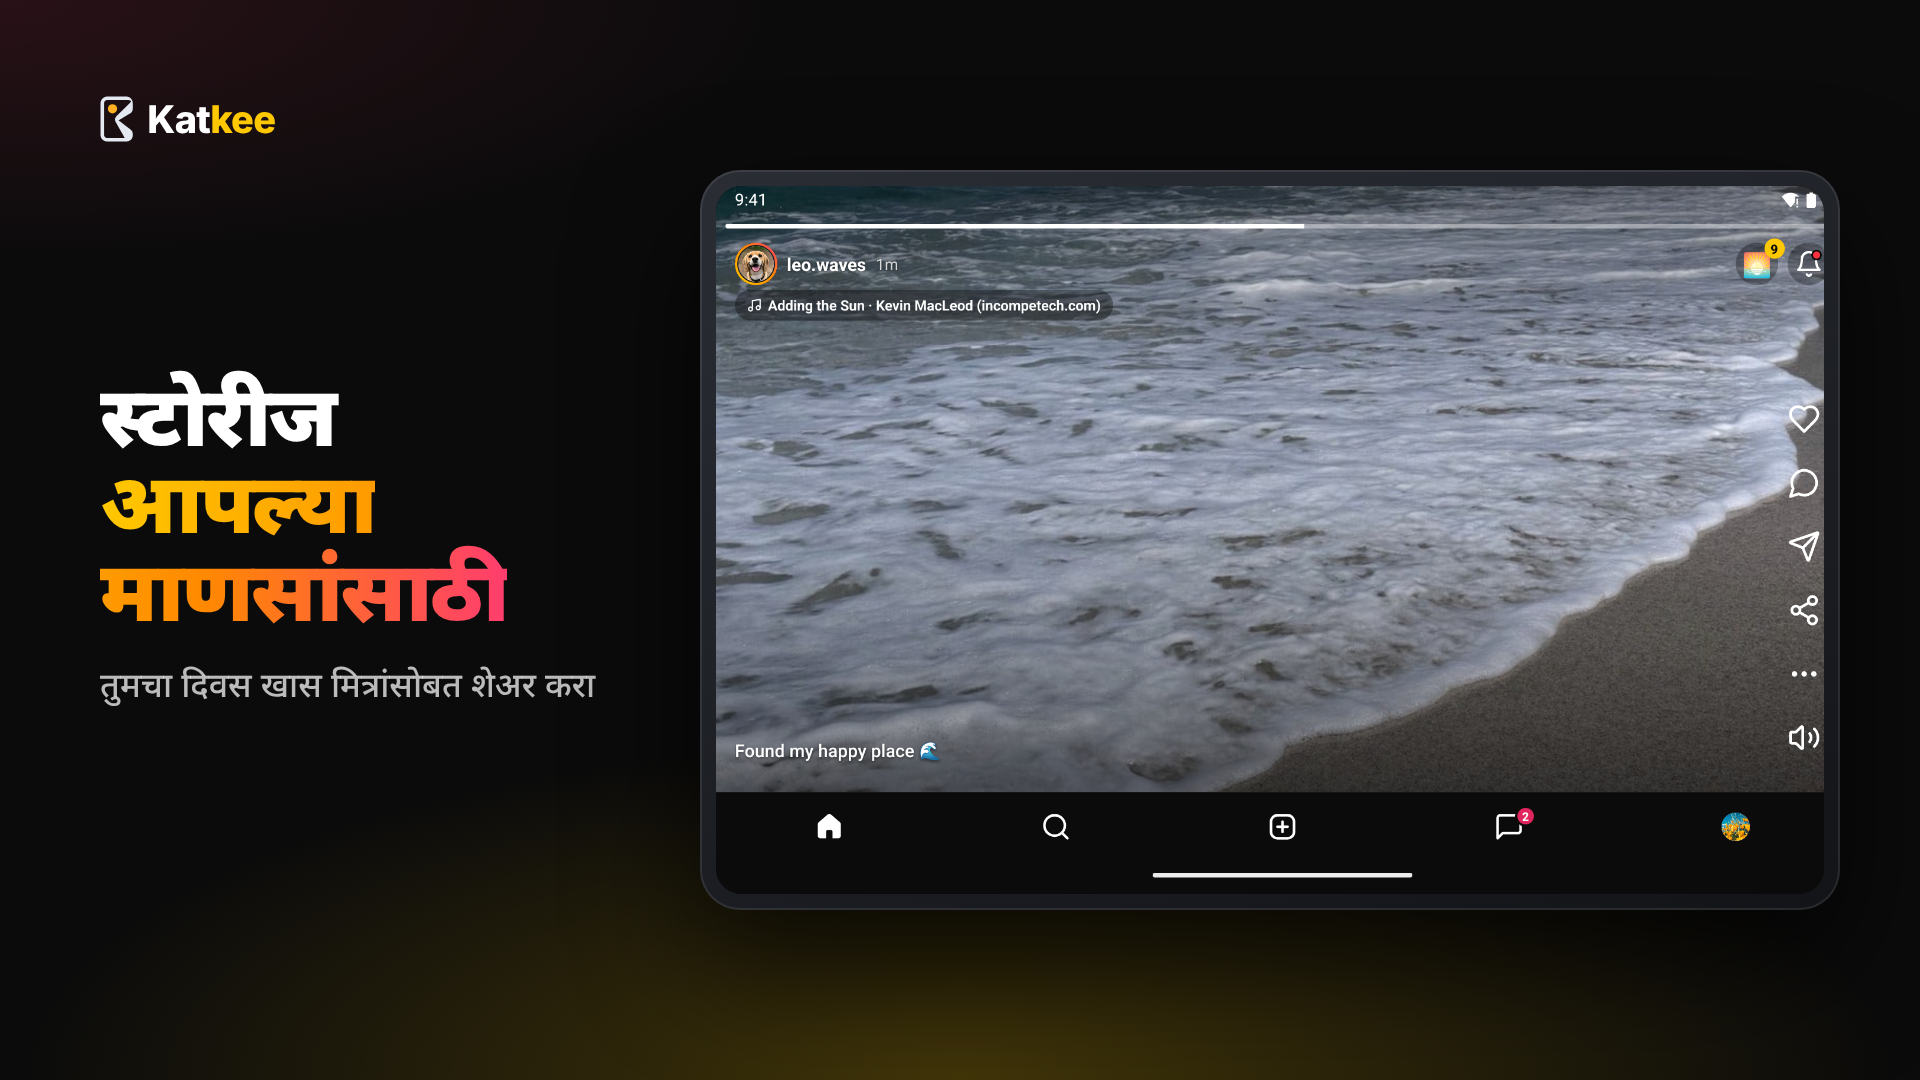 Katkee
स्टोरीज
आपल्या
माणसांसाठी
तुमचा दिवस खास मित्रांसोबत शेअर करा
9:41
leo.waves 1m
9
Adding the Sun · Kevin MacLeod (incompetech.com)
Found my happy place 🌊
2